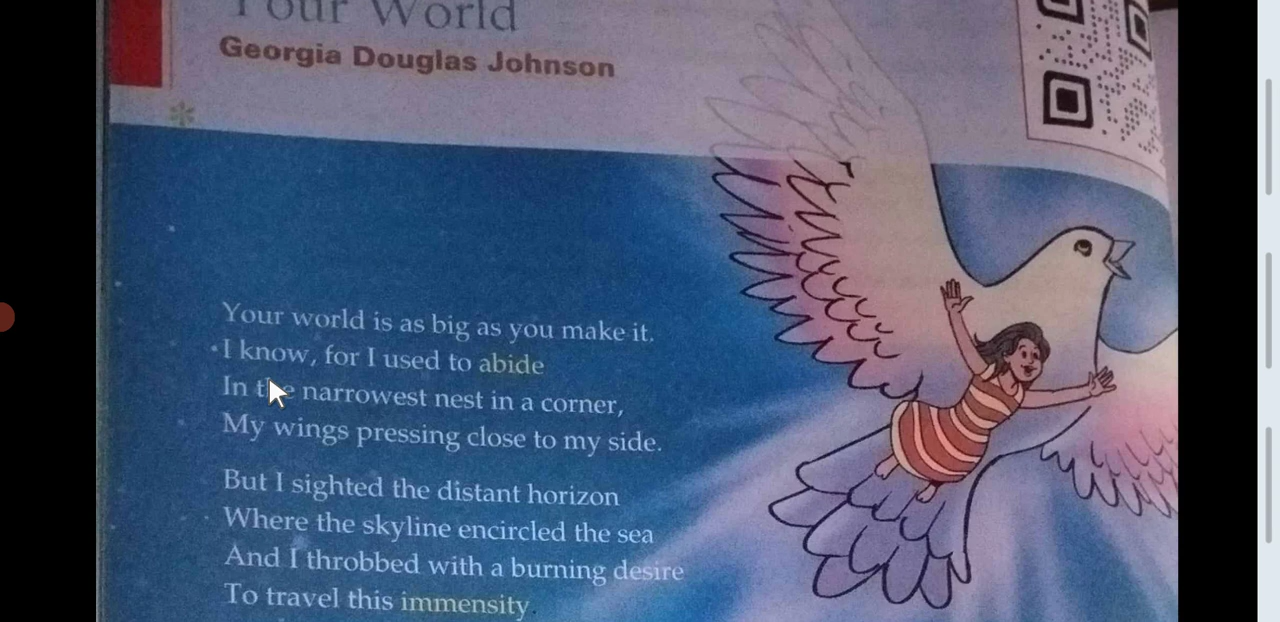 Your World
Georgia Douglas Johnson
Your world is as big as you make it.
I know, for I used to abide
In the narrowest nest in a corner,
My wings pressing close to my side.
But I sighted the distant horizon
Where the skyline encircled the sea
And I throbbed with a burning desire
To travel this immensity.